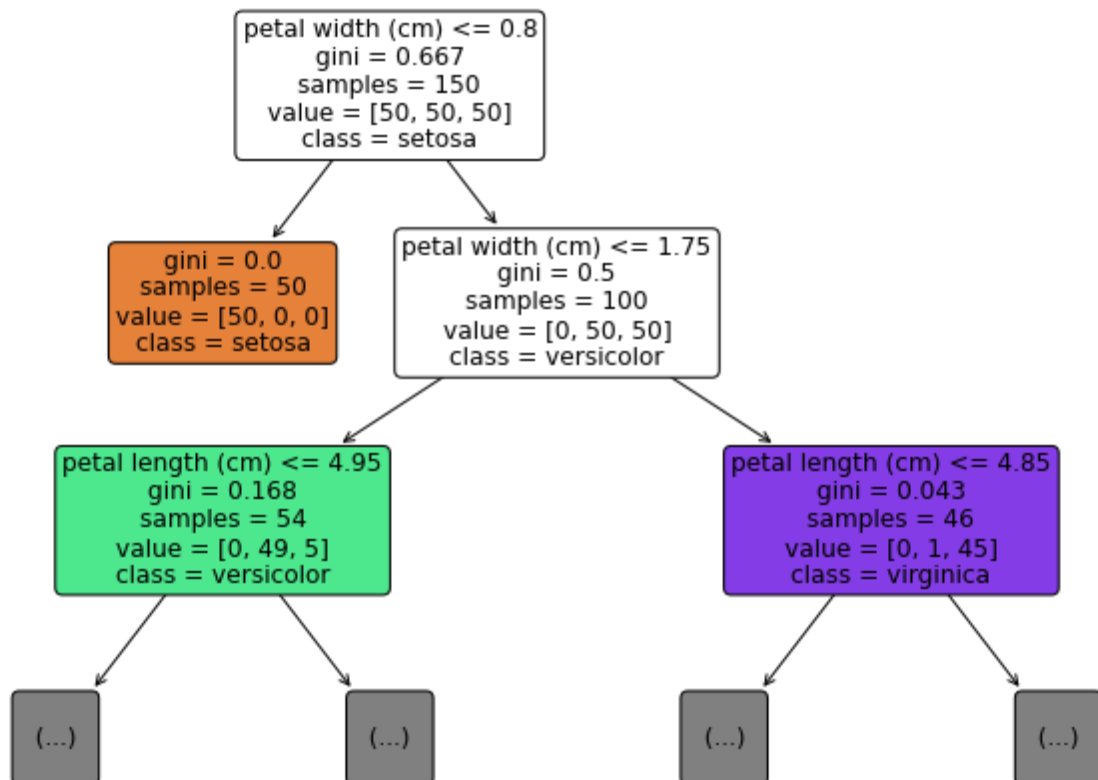 petal width (cm) <= 0.8
gini = 0.667
samples = 150
value = [50, 50, 50]
class = setosa
gini = 0.0
samples = 50
value = [50, 0, 0]
class = setosa
petal width (cm) <= 1.75
gini = 0.5
samples = 100
value = [0, 50, 50]
class = versicolor
petal length (cm) <= 4.95
gini = 0.168
samples = 54
value = [0, 49, 5]
class = versicolor
petal length (cm) <= 4.85
gini = 0.043
samples = 46
value = [0, 1, 45]
class = virginica
(...)
(...)
(...)
(...)